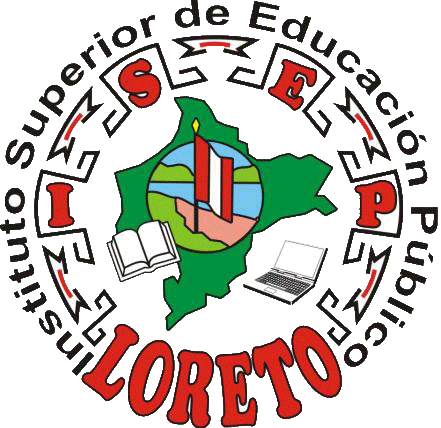 Instituto Superior de Educación Público
I S E P
LORETO